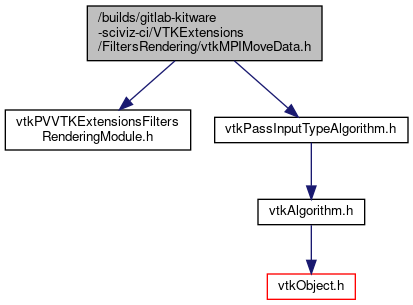 /builds/gitlab-kitware
-sciviz-ci/VTKExtensions
/FiltersRendering/vtkMPIMoveData.h
vtkPVVTKExtensionsFilters
RenderingModule.h
vtkPassInputTypeAlgorithm.h
vtkAlgorithm.h
vtkObject.h